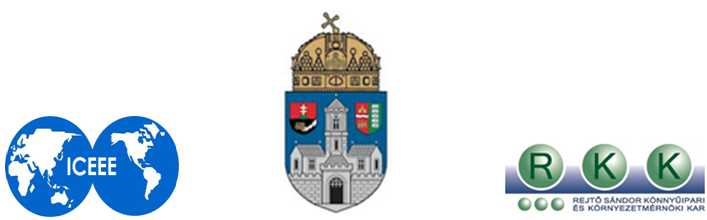 ICEEE
R K K
REJTŐ SÁNDOR KÖNNYŰIPARI
ÉS KÖRNYEZETMÉRNÖKI KAR